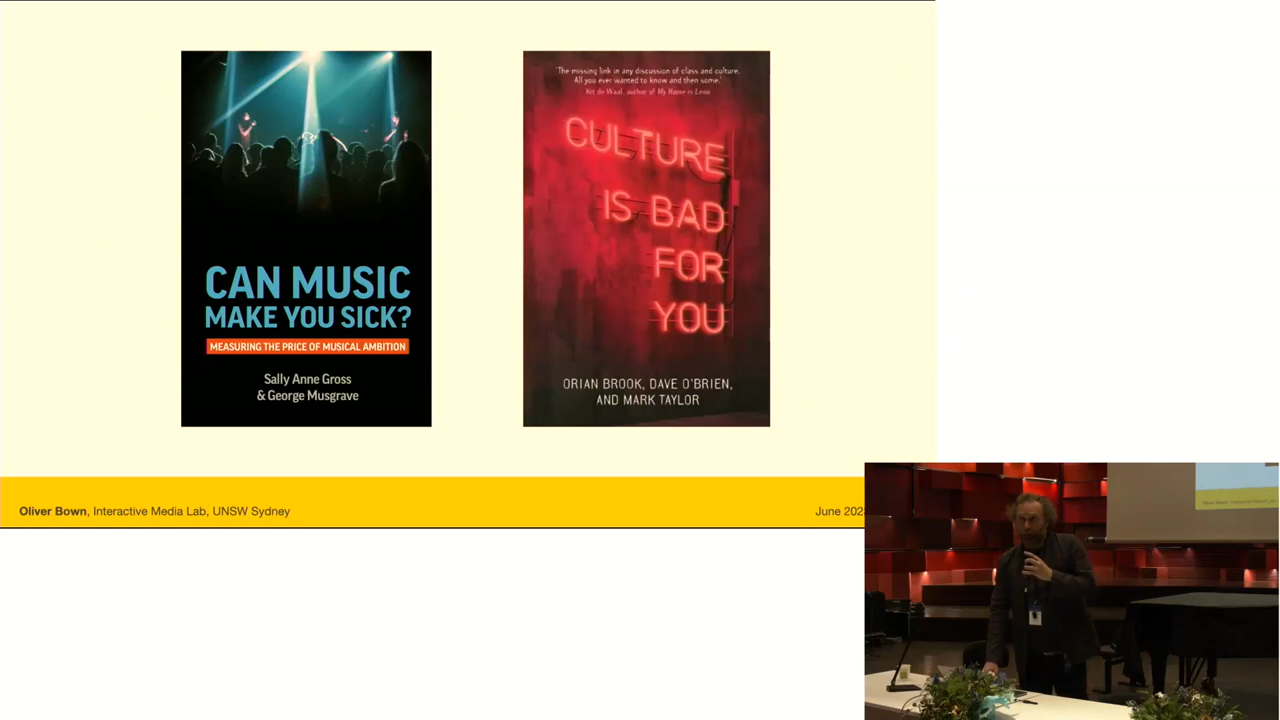 CAN MUSIC
MAKE YOU SICK?
MEASURING THE PRICE OF MUSICAL AMBITION
Sally Anne Gross
& George Musgrave
'The missing link in any discussion of class and culture.
All you ever wanted to know and then some.'
Kit de Waal, author of My Name is Leon
CULTURE
IS BAD
FOR
YOU
ORIAN BROOK, DAVE O'BRIEN,
AND MARK TAYLOR
Oliver Bown, Interactive Media Lab, UNSW Sydney
June